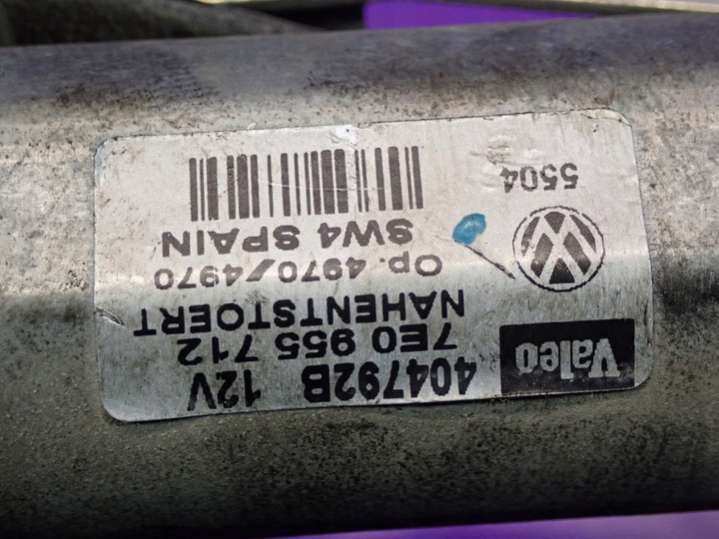 Valeo 404792B 12V
7E0 955 712
NAHENTSTOERT
Op. 4970/4970
SW4 SPAIN
5504